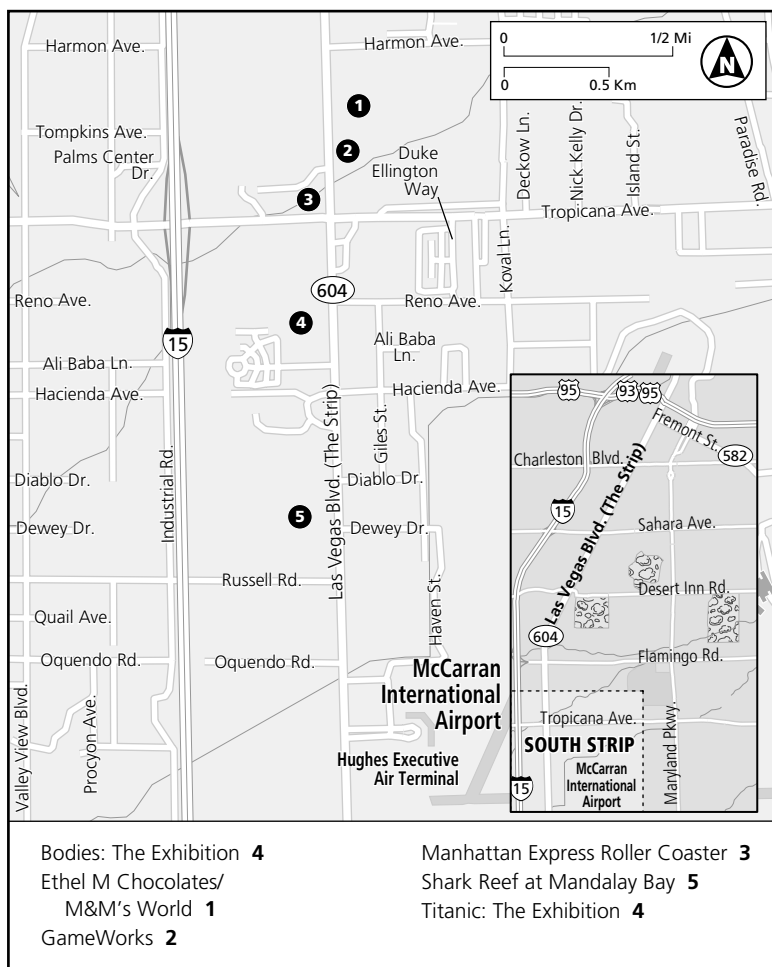 Harmon Ave.
Harmon Ave.
0 1/2 Mi
0 0.5 Km
N
1
Tompkins Ave.
Palms Center
Dr.
2
Duke
Ellington
Way
Deckow Ln.
Nick Kelly Dr.
Island St.
Paradise Rd.
3
Tropicana Ave.
Koval Ln.
604
Reno Ave.
Reno Ave.
4
15
Ali Baba
Ln.
Ali Baba Ln.
Hacienda Ave.
Hacienda Ave.
Las Vegas Blvd. (The Strip)
Giles St.
Industrial Rd.
Diablo Dr.
Diablo Dr.
5
Dewey Dr.
Dewey Dr.
Russell Rd.
Haven St.
Quail Ave.
Oquendo Rd.
Oquendo Rd.
Valley View Blvd.
Procyon Ave.
McCarran
International
Airport
Hughes Executive
Air Terminal
95
93
95
Fremont St.
582
Charleston Blvd.
15
Las Vegas Blvd. (The Strip)
Sahara Ave.
Desert Inn Rd.
604
Flamingo Rd.
Tropicana Ave.
SOUTH STRIP
McCarran
International
Airport
Maryland Pkwy.
15
Bodies: The Exhibition 4
Ethel M Chocolates/
M&M's World 1
GameWorks 2
Manhattan Express Roller Coaster 3
Shark Reef at Mandalay Bay 5
Titanic: The Exhibition 4